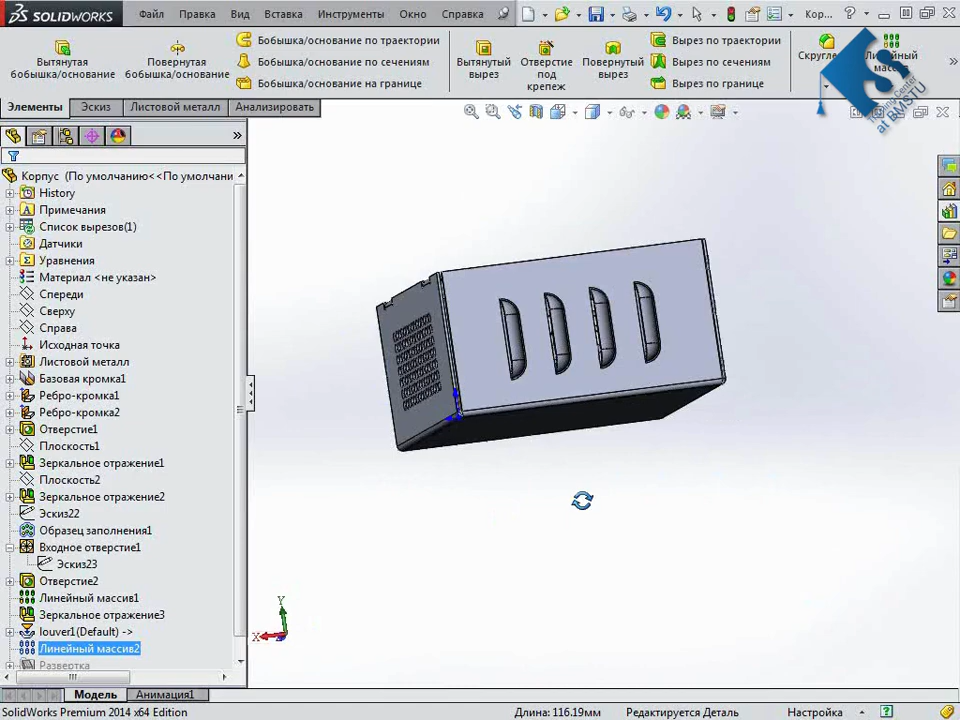 SOLIDWORKS Файл Правка Вид Вставка Инструменты Окно Справка Кор... ?
Вытянутая бобышка/основание
Повернутая бобышка/основание
Бобышка/основание по траектории
Бобышка/основание по сечениям
Бобышка/основание на границе
Вытянутый вырез
Отверстие под крепеж
Повернутый вырез
Вырез по траектории
Вырез по сечениям
Вырез по границе
Training Center
at BMSTU
Элементы Эскиз Листовой металл Анализировать
Корпус (По умолчанию<<По умолчани
History
Примечания
Список вырезов(1)
Датчики
Уравнения
Материал <не указан>
Спереди
Сверху
Справа
Исходная точка
Листовой металл
Базовая кромка1
Ребро-кромка1
Ребро-кромка2
Отверстие1
Плоскость1
Зеркальное отражение1
Плоскость2
Зеркальное отражение2
Эскиз22
Образец заполнения1
Входное отверстие1
Эскиз23
Отверстие2
Линейный массив1
Зеркальное отражение3
louver1(Default) ->
Линейный массив2
Развертка
Y
X
Модель Анимация1
SolidWorks Premium 2014 x64 Edition Длина: 116.19мм Редактируется Деталь Настройка ?